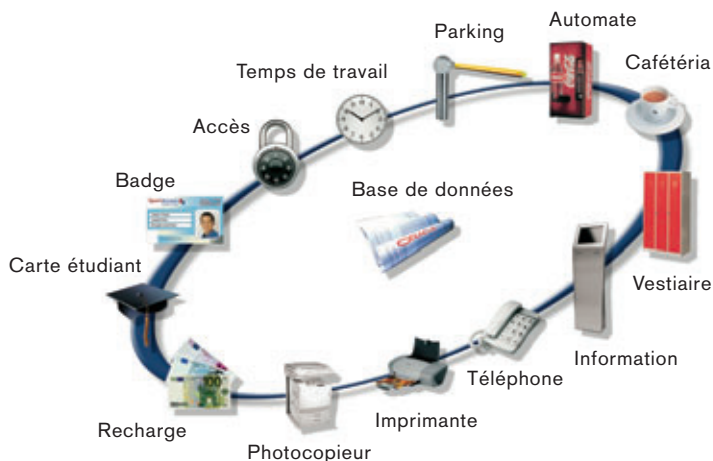 Automate
Parking
Cafétéria
Temps de travail
Accès
Badge
Base de données
Carte étudiant
Vestiaire
Information
Téléphone
Imprimante
Recharge
Photocopieur
100